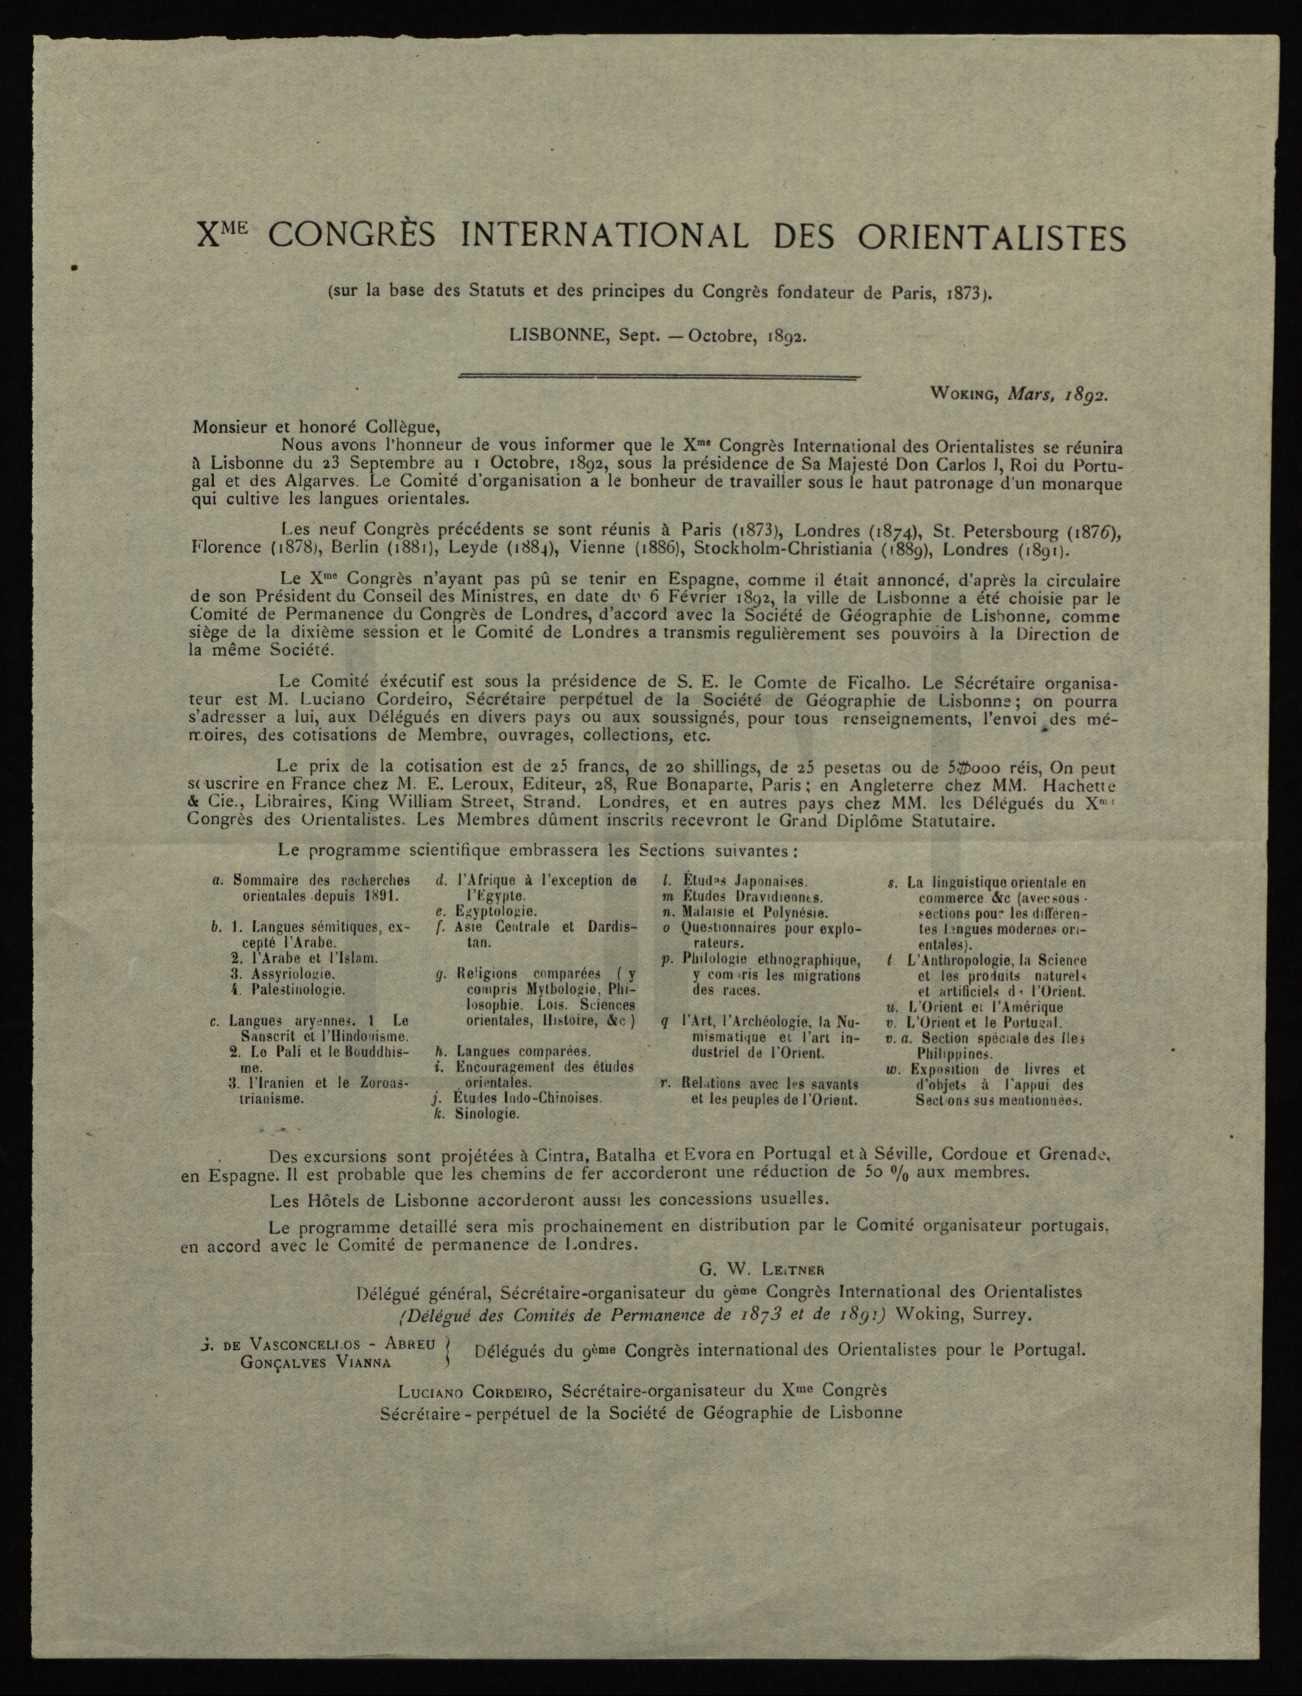 XME CONGRÈS INTERNATIONAL DES ORIENTALISTES
(sur la base des Statuts et des principes du Congrès fondateur de Paris, 1873).
LISBONNE, Sept. — Octobre, 1892.
WOKING, Mars, 1892.
Monsieur et honoré Collègue,
Nous avons l'honneur de vous informer que le Xme Congrès International des Orientalistes se réunira
à Lisbonne du 23 Septembre au 1 Octobre, 1892, sous la présidence de Sa Majesté Don Carlos I, Roi du Portu-
gal et des Algarves. Le Comité d'organisation a le bonheur de travailler sous le haut patronage d'un monarque
qui cultive les langues orientales.
Les neuf Congrès précédents se sont réunis à Paris (1873), Londres (1874), St. Petersbourg (1876),
Florence (1878), Berlin (1881), Leyde (1884), Vienne (1886), Stockholm-Christiania (1889), Londres (1891).
Le Xme Congrès n'ayant pas pû se tenir en Espagne, comme il était annoncé, d'après la circulaire
de son Président du Conseil des Ministres, en date du 6 Février 1892, la ville de Lisbonne a été choisie par le
Comité de Permanence du Congrès de Londres, d'accord avec la Société de Géographie de Lisbonne, comme
siège de la dixième session et le Comité de Londres a transmis regulièrement ses pouvoirs à la Direction de
la même Société.
Le Comité éxécutif est sous la présidence de S. E. le Comte de Ficalho. Le Sécrétaire organisa-
teur est M. Luciano Cordeiro, Sécrétaire perpétuel de la Société de Géographie de Lisbonne; on pourra
s'adresser a lui, aux Délégués en divers pays ou aux soussignés, pour tous renseignements, l'envoi des mé-
moires, des cotisations de Membre, ouvrages, collections, etc.
Le prix de la cotisation est de 25 francs, de 20 shillings, de 25 pesetas ou de 5$000 réis, On peut
souscrire en France chez M. E. Leroux, Editeur, 28, Rue Bonaparte, Paris; en Angleterre chez MM. Hachette
& Cie., Libraires, King William Street, Strand. Londres, et en autres pays chez MM. les Délégués du Xme
Congrès des Orientalistes. Les Membres dûment inscrits recevront le Grand Diplôme Statutaire.
Le programme scientifique embrassera les Sections suivantes:
a. Sommaire des recherches
orientales depuis 1891.
b. 1. Langues sémitiques, ex-
cepté l'Arabe.
2. l'Arabe et l'Islam.
3. Assyriologie.
4. Palestinologie.
c. Langues aryennes. 1 Le
Sanscrit et l'Hindouisme.
2. Le Pali et le Bouddhis-
me.
3. l'Iranien et le Zoroas-
trianisme.
d. l'Afrique à l'exception de
l'Egypte.
e. Egyptologie.
f. Asie Centrale et Dardis-
tan.
g. Religions comparées ( y
compris Mythologie, Phi-
losophie. Lois. Sciences
orientales, Histoire, &c )
h. Langues comparées.
i. Encouragement des études
orientales.
j. Etudes Indo-Chinoises.
k. Sinologie.
l. Études Japonaises.
m Etudes Dravidiennes.
n. Malaisie et Polynésie.
o Questionnaires pour explo-
rateurs.
p. Philologie ethnographique,
y compris les migrations
des races.
q l'Art, l'Archéologie, la Nu-
mismatique et l'art in-
dustriel de l'Orient.
r. Relations avec les savants
et les peuples de l'Orient.
s. La linguistique orientale en
commerce &c (avec sous-
sections pour les différen-
tes langues modernes ori-
entales).
t L'Anthropologie, la Science
et les produits naturels
et artificiels de l'Orient.
u. L'Orient et l'Amérique
v. L'Orient et le Portugal.
v. a. Section spéciale des Iles
Philippines.
w. Exposition de livres et
d'objets à l'appui des
Sections sus mentionnées.
Des excursions sont projétées à Cintra, Batalha et Evora en Portugal et à Séville, Cordoue et Grenade,
en Espagne. Il est probable que les chemins de fer accorderont une réduction de 50 % aux membres.
Les Hôtels de Lisbonne accorderont aussi les concessions usuelles.
Le programme detaillé sera mis prochainement en distribution par le Comité organisateur portugais,
en accord avec le Comité de permanence de Londres.
G. W. LEITNER
Délégué général, Sécrétaire-organisateur du 9ème Congrès International des Orientalistes
(Délégué des Comités de Permanence de 1873 et de 1891) Woking, Surrey.
J. DE VASCONCELLOS - ABREU
GONÇALVES VIANNA
} Délégués du 9ème Congrès international des Orientalistes pour le Portugal.
LUCIANO CORDEIRO, Sécrétaire-organisateur du Xme Congrès
Sécrétaire - perpétuel de la Société de Géographie de Lisbonne